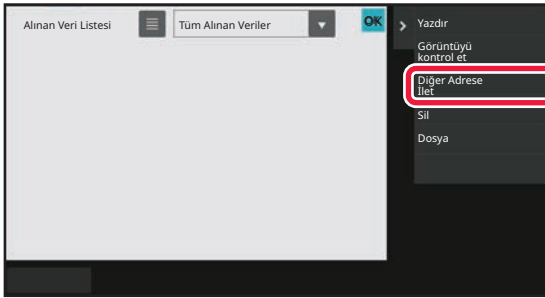 Alınan Veri Listesi
Tüm Alınan Veriler
OK
Yazdır
Görüntüyü
kontrol et
Diğer Adrese
İlet
Sil
Dosya